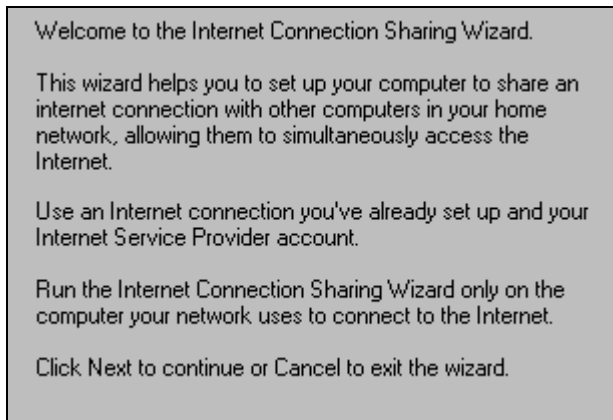 Welcome to the Internet Connection Sharing Wizard.
This wizard helps you to set up your computer to share an
internet connection with other computers in your home
network, allowing them to simultaneously access the
Internet.
Use an Internet connection you've already set up and your
Internet Service Provider account.
Run the Internet Connection Sharing Wizard only on the
computer your network uses to connect to the Internet.
Click Next to continue or Cancel to exit the wizard.